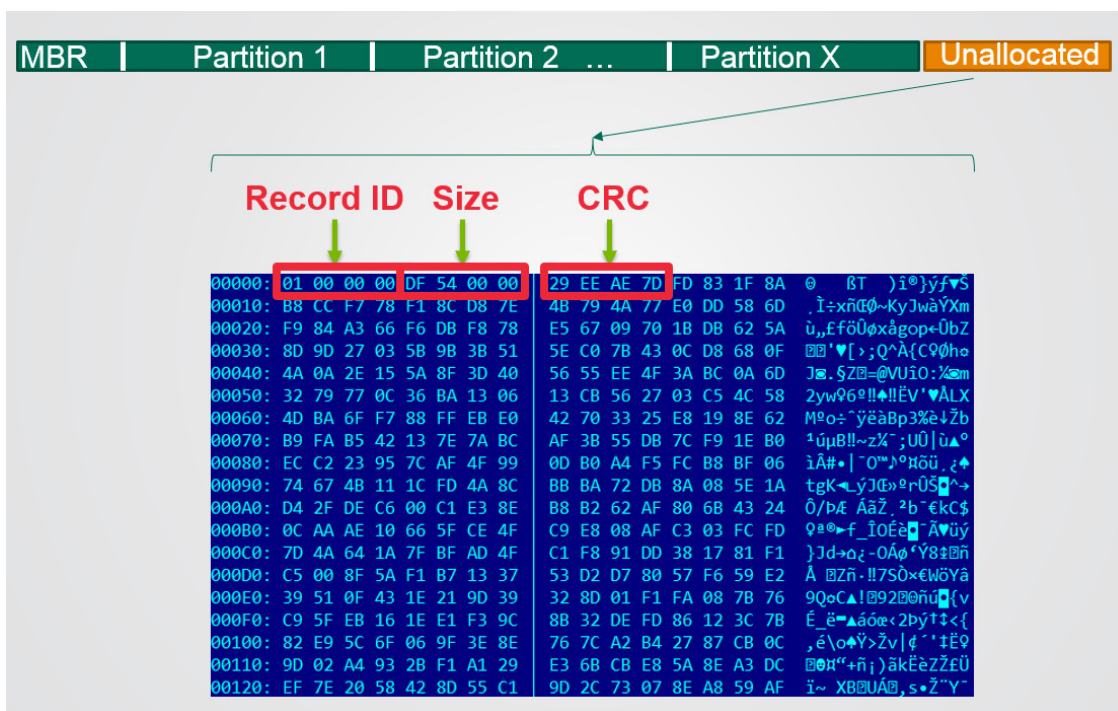 MBR Partition 1 Partition 2 ... Partition X Unallocated
Record ID Size CRC
00000: 01 00 00 00 DF 54 00 00 29 EE AE 7D FD 83 1F 8A
00010: B8 CC F7 78 F1 8C D8 7E 4B 79 4A 77 E0 DD 58 6D
00020: F9 84 A3 66 F6 DB F8 78 E5 67 09 70 1B DB 62 5A
00030: 8D 9D 27 03 5B 9B 3B 51 5E C0 7B 43 0C D8 68 0F
00040: 4A 0A 2E 15 5A 8F 3D 40 56 55 EE 4F 3A BC 0A 6D
00050: 32 79 77 0C 36 BA 13 06 13 CB 56 27 03 C5 4C 58
00060: 4D BA 6F F7 88 FF EB E0 42 70 33 25 E8 19 8E 62
00070: B9 FA B5 42 13 7E 7A BC AF 3B 55 DB 7C F9 1E B0
00080: EC C2 23 95 7C AF 4F 99 0D B0 A4 F5 FC B8 BF 06
00090: 74 67 4B 11 1C FD 4A 8C BB BA 72 DB 8A 08 5E 1A
000A0: D4 2F DE C6 00 C1 E3 8E B8 B2 62 AF 80 6B 43 24
000B0: 0C AA AE 10 66 5F CE 4F C9 E8 08 AF C3 03 FC FD
000C0: 7D 4A 64 1A 7F BF AD 4F C1 F8 91 DD 38 17 81 F1
000D0: C5 00 8F 5A F1 B7 13 37 53 D2 D7 80 57 F6 59 E2
000E0: 39 51 0F 43 1E 21 9D 39 32 8D 01 F1 FA 08 7B 76
000F0: C9 5F EB 16 1E E1 F3 9C 8B 32 DE FD 86 12 3C 7B
00100: 82 E9 5C 6F 06 9F 3E 8E 76 7C A2 B4 27 87 CB 0C
00110: 9D 02 A4 93 2B F1 A1 29 E3 6B CB E8 5A 8E A3 DC
00120: EF 7E 20 58 42 8D 55 C1 9D 2C 73 07 8E A8 59 AF